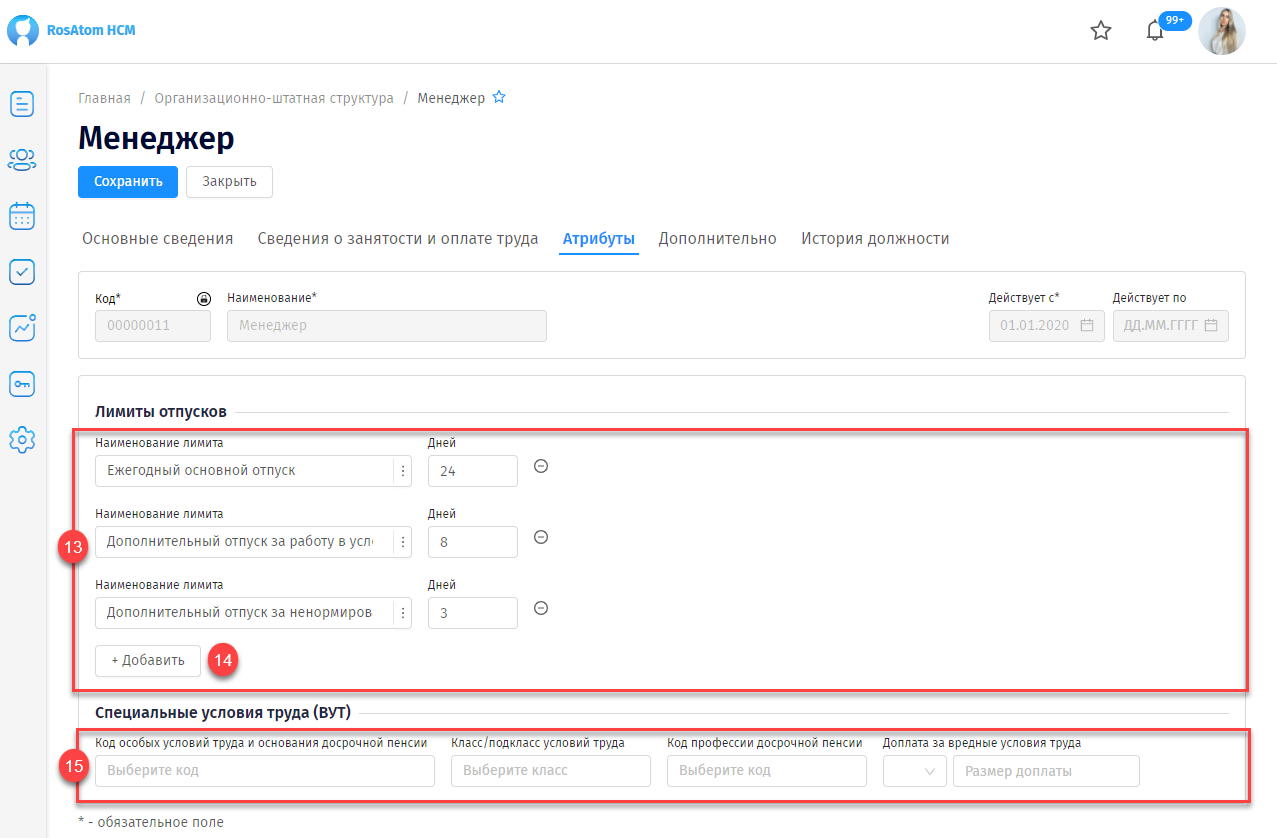 RosAtom HCM
99+
Главная / Организационно-штатная структура / Менеджер
Менеджер
Сохранить Закрыть
Основные сведения Сведения о занятости и оплате труда Атрибуты Дополнительно История должности
Код* Наименование* Действует с* Действует по
00000011 Менеджер 01.01.2020 ДД.ММ.ГГГГ
Лимиты отпусков
Наименование лимита Дней
Ежегодный основной отпуск 24
Наименование лимита Дней
Дополнительный отпуск за работу в усл 8
13
Наименование лимита Дней
Дополнительный отпуск за ненормиров 3
+ Добавить 14
Специальные условия труда (ВУТ)
Код особых условий труда и основания досрочной пенсии Класс/подкласс условий труда Код профессии досрочной пенсии Доплата за вредные условия труда
15 Выберите код Выберите класс Выберите код Размер доплаты
* - обязательное поле